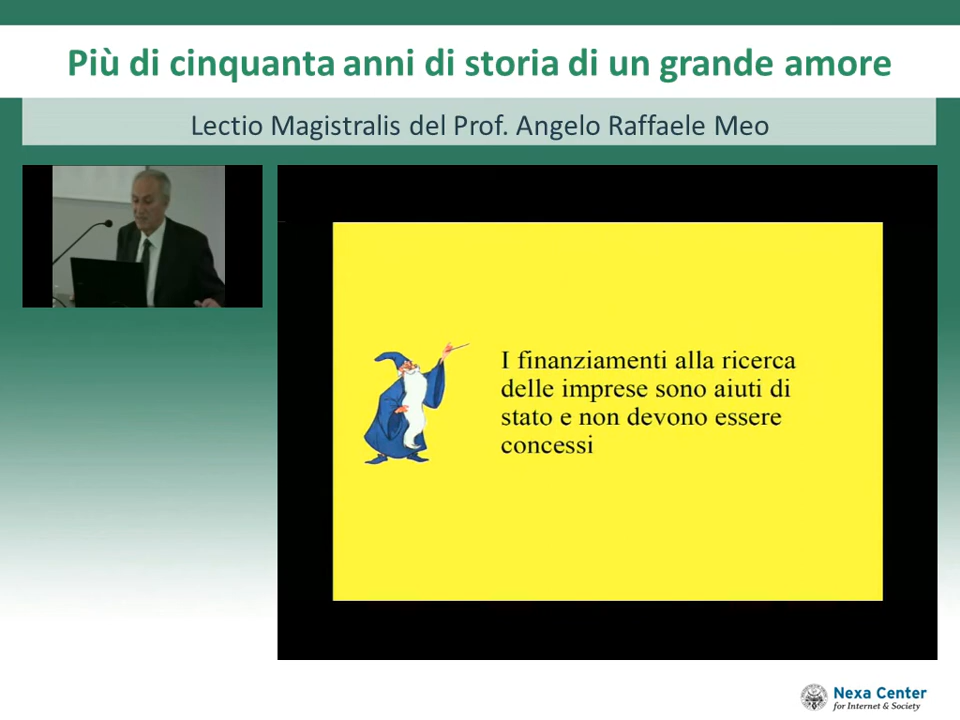 Più di cinquanta anni di storia di un grande amore
Lectio Magistralis del Prof. Angelo Raffaele Meo
I finanziamenti alla ricerca
delle imprese sono aiuti di
stato e non devono essere
concessi
Nexa Center
for Internet & Society